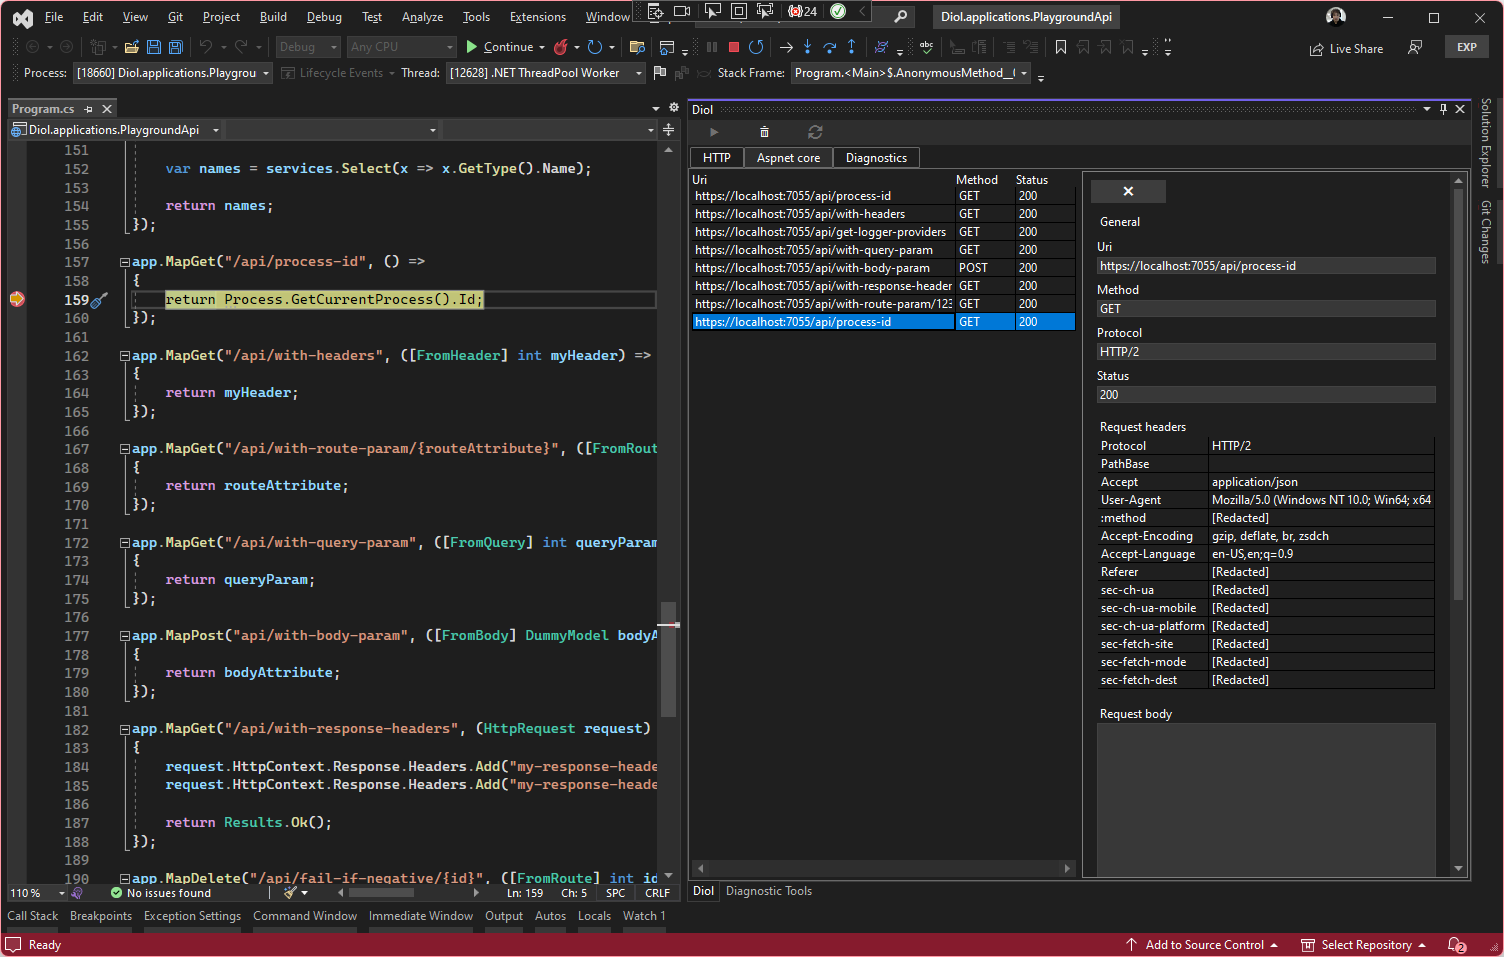 File Edit View Git Project Build Debug Test Analyze Tools Extensions Window 24 Diol.applications.PlaygroundApi
Debug Any CPU Continue Live Share EXP
Process: [18660] Diol.applications.Playgrou Lifecycle Events Thread: [12628] .NET ThreadPool Worker Stack Frame: Program.<Main>$.AnonymousMethod__
Program.cs
Diol.applications.PlaygroundApi
151
152 var names = services.Select(x => x.GetType().Name);
153
154 return names;
155 });
156
157 app.MapGet("/api/process-id", () =>
158 {
159 return Process.GetCurrentProcess().Id;
160 });
161
162 app.MapGet("/api/with-headers", ([FromHeader] int myHeader) =>
163 {
164 return myHeader;
165 });
166
167 app.MapGet("/api/with-route-param/{routeAttribute}", ([FromRout
168 {
169 return routeAttribute;
170 });
171
172 app.MapGet("/api/with-query-param", ([FromQuery] int queryParam
173 {
174 return queryParam;
175 });
176
177 app.MapPost("api/with-body-param", ([FromBody] DummyModel bodyA
178 {
179 return bodyAttribute;
180 });
181
182 app.MapGet("/api/with-response-headers", (HttpRequest request)
183 {
184 request.HttpContext.Response.Headers.Add("my-response-heade
185 request.HttpContext.Response.Headers.Add("my-response-heade
186
187 return Results.Ok();
188 });
189
190 app.MapDelete("/api/fail-if-negative/{id}", ([FromRoute] int id
110 % No issues found Ln: 159 Ch: 5 SPC CRLF
Diol
HTTP Aspnet core Diagnostics
Uri Method Status
https://localhost:7055/api/process-id GET 200
https://localhost:7055/api/with-headers GET 200
https://localhost:7055/api/get-logger-providers GET 200
https://localhost:7055/api/with-query-param GET 200
https://localhost:7055/api/with-body-param POST 200
https://localhost:7055/api/with-response-header GET 200
https://localhost:7055/api/with-route-param/123 GET 200
https://localhost:7055/api/process-id GET 200
General
Uri
https://localhost:7055/api/process-id
Method
GET
Protocol
HTTP/2
Status
200
Request headers
Protocol HTTP/2
PathBase
Accept application/json
User-Agent Mozilla/5.0 (Windows NT 10.0; Win64; x64
:method [Redacted]
Accept-Encoding gzip, deflate, br, zsdch
Accept-Language en-US,en;q=0.9
Referer [Redacted]
sec-ch-ua [Redacted]
sec-ch-ua-mobile [Redacted]
sec-ch-ua-platform [Redacted]
sec-fetch-site [Redacted]
sec-fetch-mode [Redacted]
sec-fetch-dest [Redacted]
Request body
Diol Diagnostic Tools
Solution Explorer
Git Changes
Call Stack Breakpoints Exception Settings Command Window Immediate Window Output Autos Locals Watch 1
Ready Add to Source Control Select Repository 2